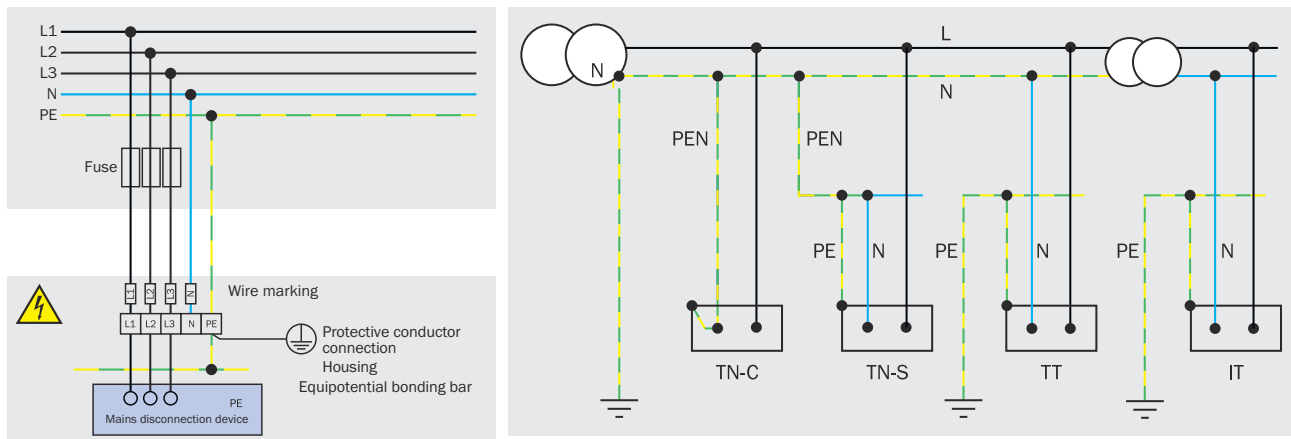 L1
L2
L3
N
PE
Fuse
L1 L2 L3 N
Wire marking
L1 L2 L3 N PE
Protective conductor
connection
Housing
Equipotential bonding bar
PE
Mains disconnection device
L
N
N
PEN
PEN
PE
N
PE
N
PE
N
TN-C
TN-S
TT
IT